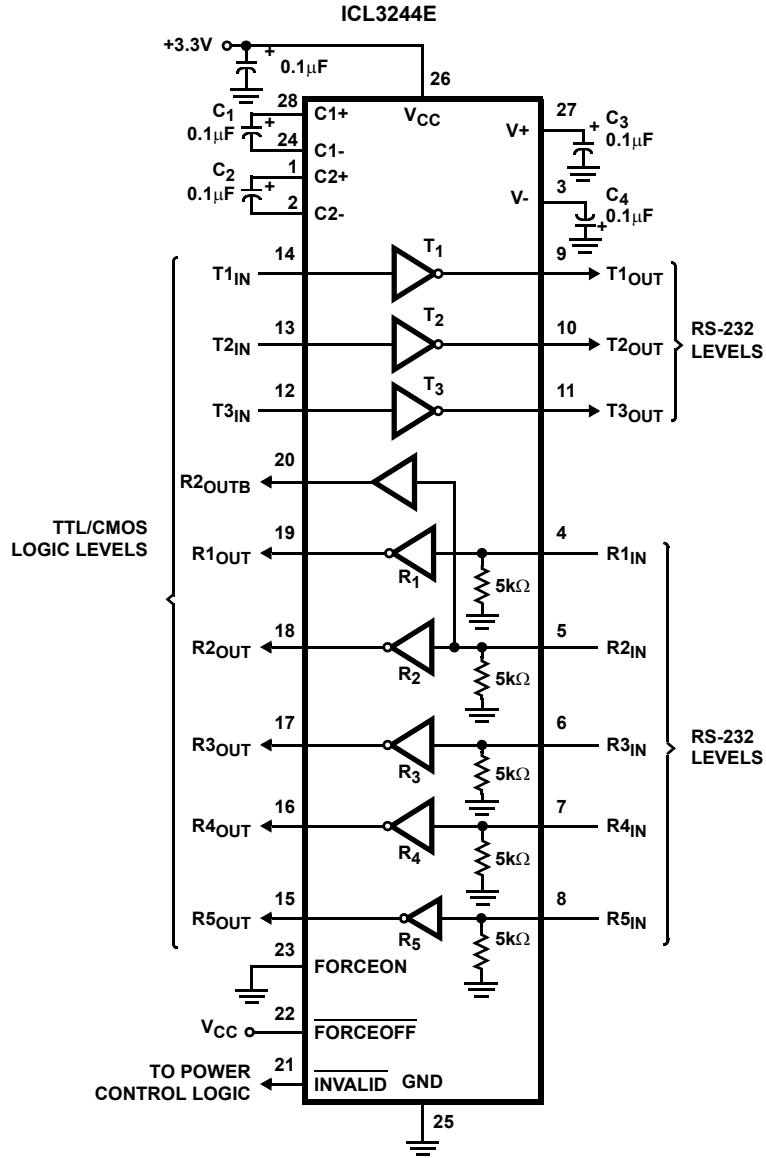 ICL3244E
+3.3V
+
0.1μF
26
28
C1+
VCC
27
C1
0.1μF
+
24
C1-
V+
+
C3
0.1μF
1
C2+
C2
0.1μF
+
2
C2-
3
V-
C4
0.1μF
+
T1IN
14
T1
9
T1OUT
T2IN
13
T2
10
T2OUT
RS-232
LEVELS
T3IN
12
T3
11
T3OUT
R2OUTB
20
TTL/CMOS
LOGIC LEVELS
R1OUT
19
R1
5kΩ
4
R1IN
R2OUT
18
R2
5kΩ
5
R2IN
R3OUT
17
R3
5kΩ
6
R3IN
RS-232
LEVELS
R4OUT
16
R4
5kΩ
7
R4IN
R5OUT
15
R5
5kΩ
8
R5IN
23
FORCEON
VCC
22
FORCEOFF
TO POWER
CONTROL LOGIC
21
INVALID
GND
25